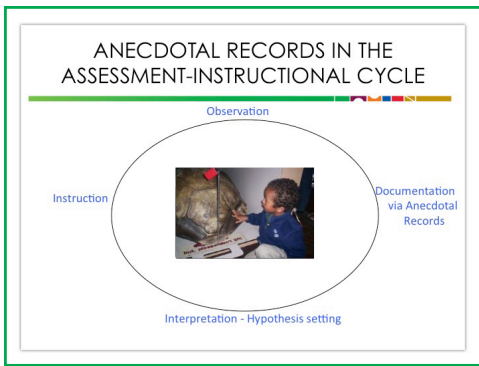 ANECDOTAL RECORDS IN THE
ASSESSMENT-INSTRUCTIONAL CYCLE
Observation
Instruction
Documentation
via Anecdotal
Records
Interpretation - Hypothesis setting